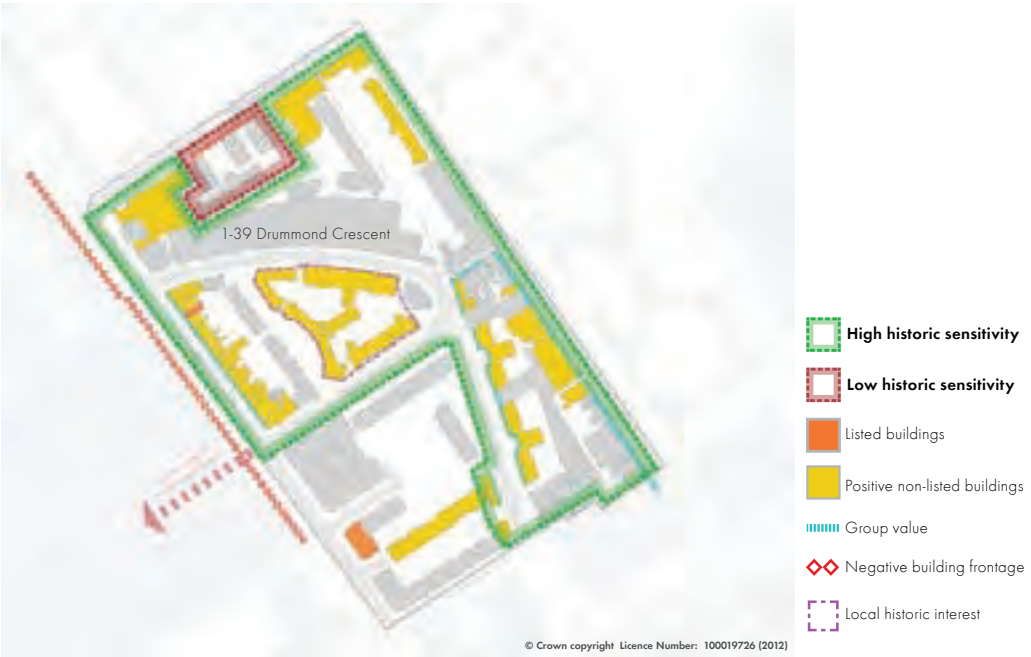 1-39 Drummond Crescent
High historic sensitivity
Low historic sensitivity
Listed buildings
Positive non-listed buildings
Group value
Negative building frontage
Local historic interest
© Crown copyright Licence Number: 100019726 (2012)